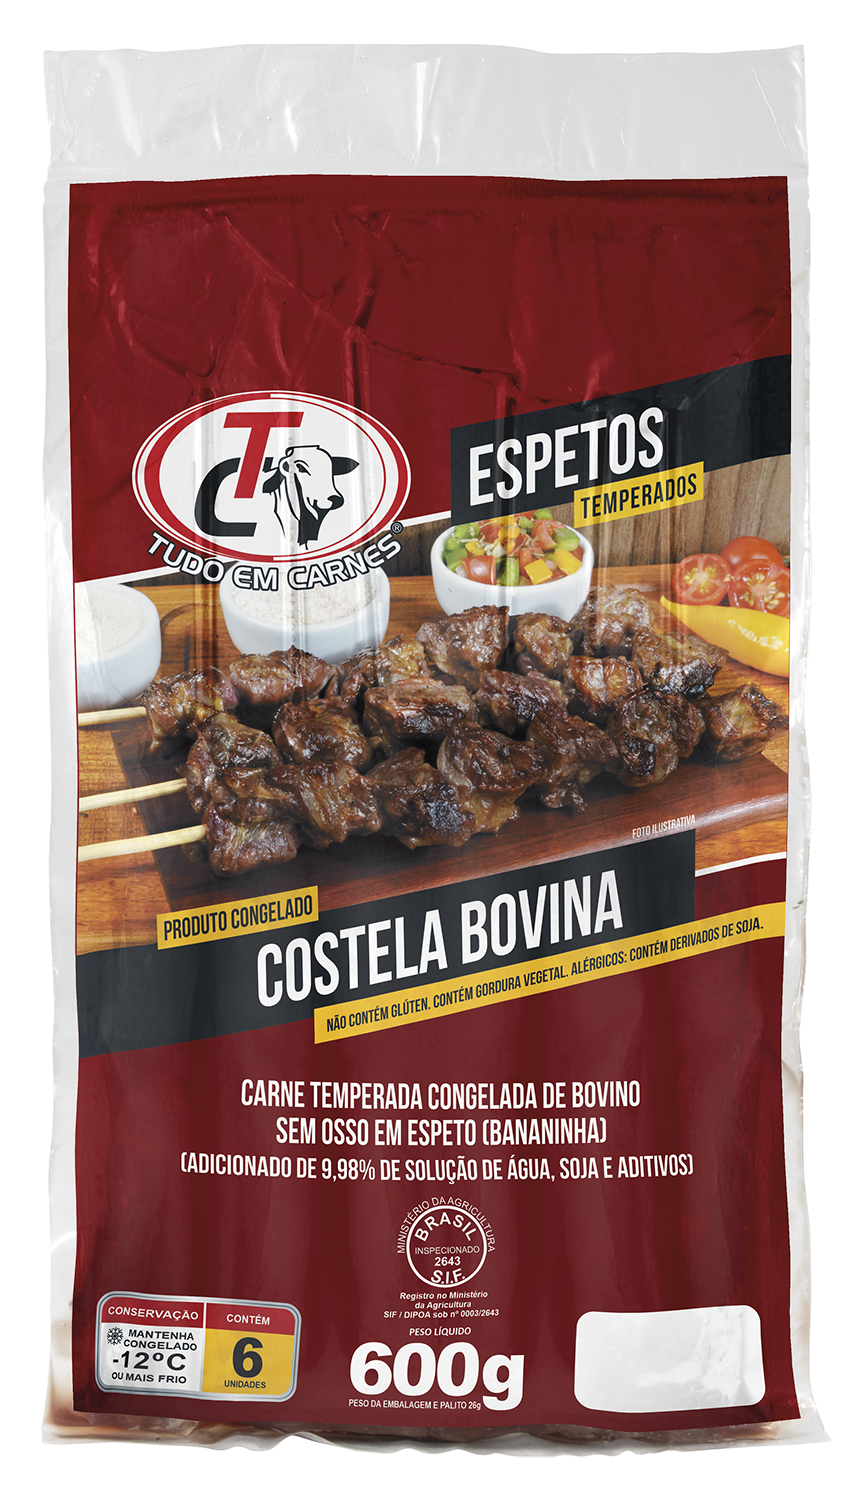 ESPETOS
TEMPERADOS
TC
TUDO EM CARNES®
FOTO ILUSTRATIVA
PRODUTO CONGELADO
COSTELA BOVINA
NÃO CONTÉM GLÚTEN. CONTÉM GORDURA VEGETAL. ALÉRGICOS: CONTÉM DERIVADOS DE SOJA.
CARNE TEMPERADA CONGELADA DE BOVINO
SEM OSSO EM ESPETO (BANANINHA)
(ADICIONADO DE 9,98% DE SOLUÇÃO DE ÁGUA, SOJA E ADITIVOS)
MINISTÉRIO DA AGRICULTURA
BRASIL
INSPECIONADO
2643
S.I.F.
Registro no Ministério
da Agricultura
SIF / DIPOA sob nº 0003/2643
PESO LÍQUIDO
600g
PESO DA EMBALAGEM E PALITO 26g
CONSERVAÇÃO
MANTENHA
CONGELADO
-12ºC
OU MAIS FRIO
CONTÉM
6
UNIDADES